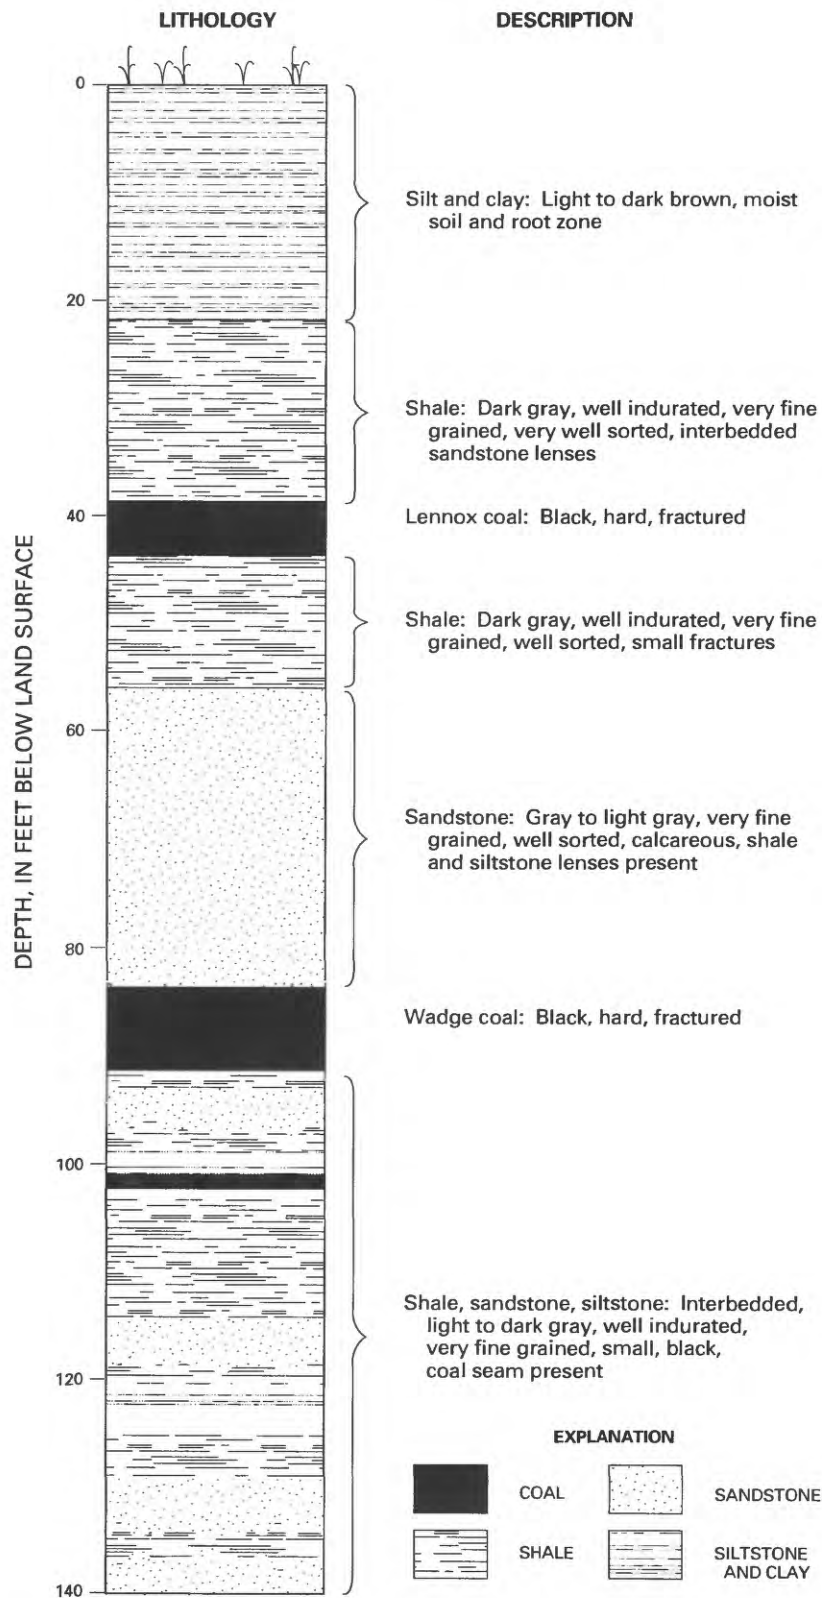 LITHOLOGY
DESCRIPTION
DEPTH, IN FEET BELOW LAND SURFACE
0
20
40
60
80
100
120
140
Silt and clay: Light to dark brown, moist
soil and root zone
Shale: Dark gray, well indurated, very fine
grained, very well sorted, interbedded
sandstone lenses
Lennox coal: Black, hard, fractured
Shale: Dark gray, well indurated, very fine
grained, well sorted, small fractures
Sandstone: Gray to light gray, very fine
grained, well sorted, calcareous, shale
and siltstone lenses present
Wadge coal: Black, hard, fractured
Shale, sandstone, siltstone: Interbedded,
light to dark gray, well indurated,
very fine grained, small, black,
coal seam present
EXPLANATION
COAL
SANDSTONE
SHALE
SILTSTONE
AND CLAY